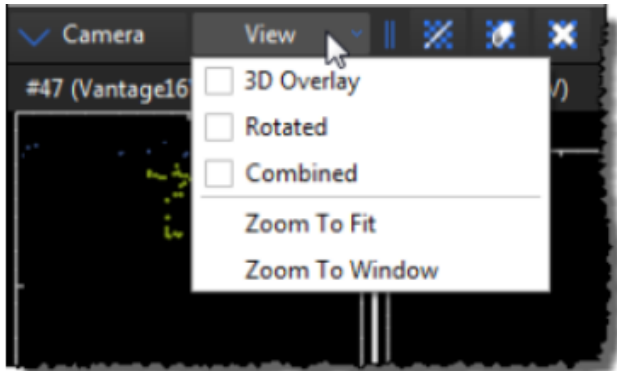 Camera View
#47 (Vantage16 V)
3D Overlay
Rotated
Combined
Zoom To Fit
Zoom To Window